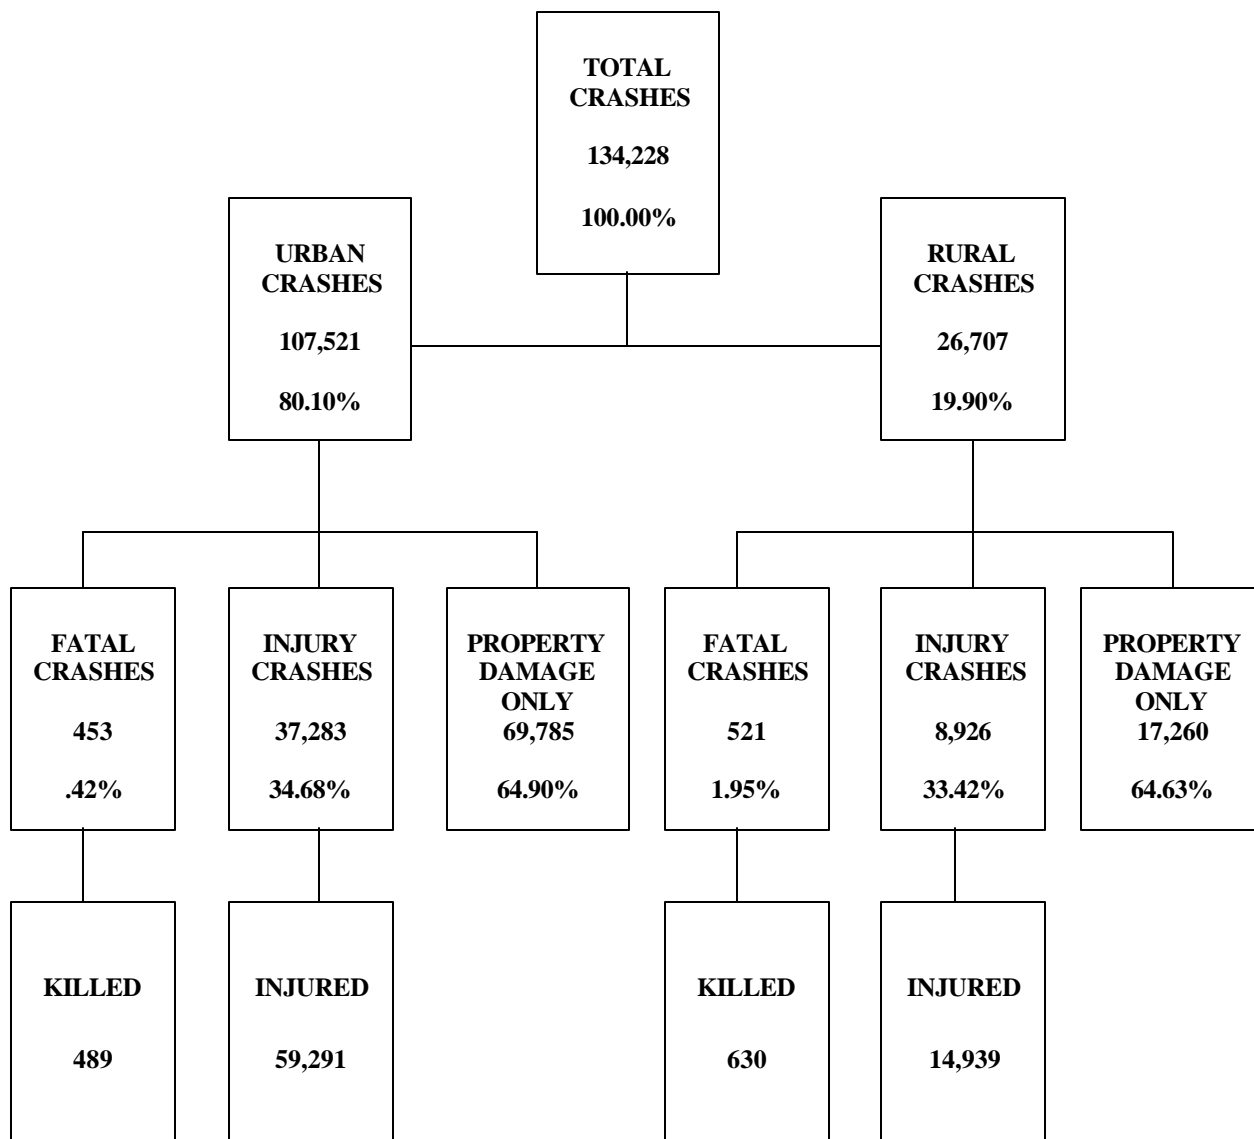 TOTAL
CRASHES
134,228
100.00%
URBAN
CRASHES
107,521
80.10%
RURAL
CRASHES
26,707
19.90%
FATAL
CRASHES
453
.42%
INJURY
CRASHES
37,283
34.68%
PROPERTY
DAMAGE
ONLY
69,785
64.90%
FATAL
CRASHES
521
1.95%
INJURY
CRASHES
8,926
33.42%
PROPERTY
DAMAGE
ONLY
17,260
64.63%
KILLED
489
INJURED
59,291
KILLED
630
INJURED
14,939